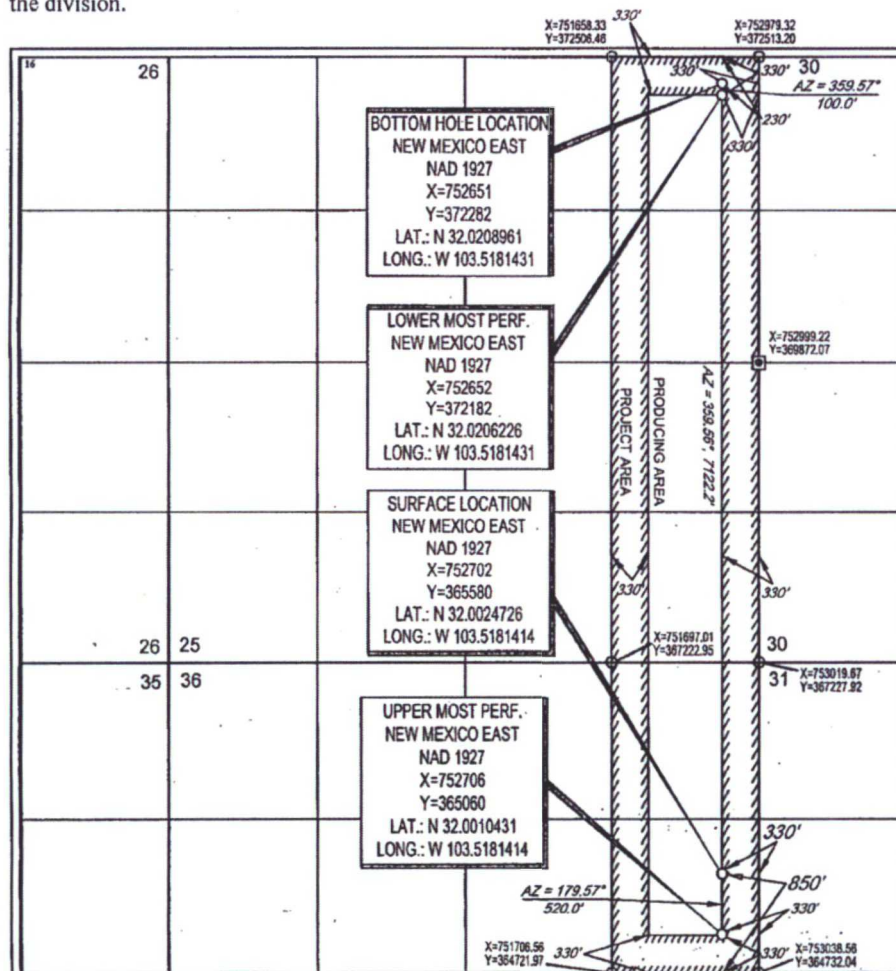 the division.
330'
X=751658.33
Y=372506.46
X=752979.32
Y=372513.20
16
26
330'
330'
30
AZ = 359.57°
100.0'
230'
330'
BOTTOM HOLE LOCATION
NEW MEXICO EAST
NAD 1927
X=752651
Y=372282
LAT.: N 32.0208961
LONG.: W 103.5181431
LOWER MOST PERF.
NEW MEXICO EAST
NAD 1927
X=752652
Y=372182
LAT.: N 32.0206226
LONG.: W 103.5181431
X=752999.22
Y=369872.07
PROJECT AREA
PRODUCING AREA
AZ = 359.56°, 7122.2'
SURFACE LOCATION
NEW MEXICO EAST
NAD 1927
X=752702
Y=365580
LAT.: N 32.0024726
LONG.: W 103.5181414
330'
330'
26 25
35 36
X=751697.01
Y=367222.95
30
31
X=753019.67
Y=367227.92
UPPER MOST PERF.
NEW MEXICO EAST
NAD 1927
X=752706
Y=365060
LAT.: N 32.0010431
LONG.: W 103.5181414
330'
850'
AZ = 179.57°
520.0'
330'
X=751706.56
Y=364721.97
330'
330'
X=753038.56
Y=364732.04